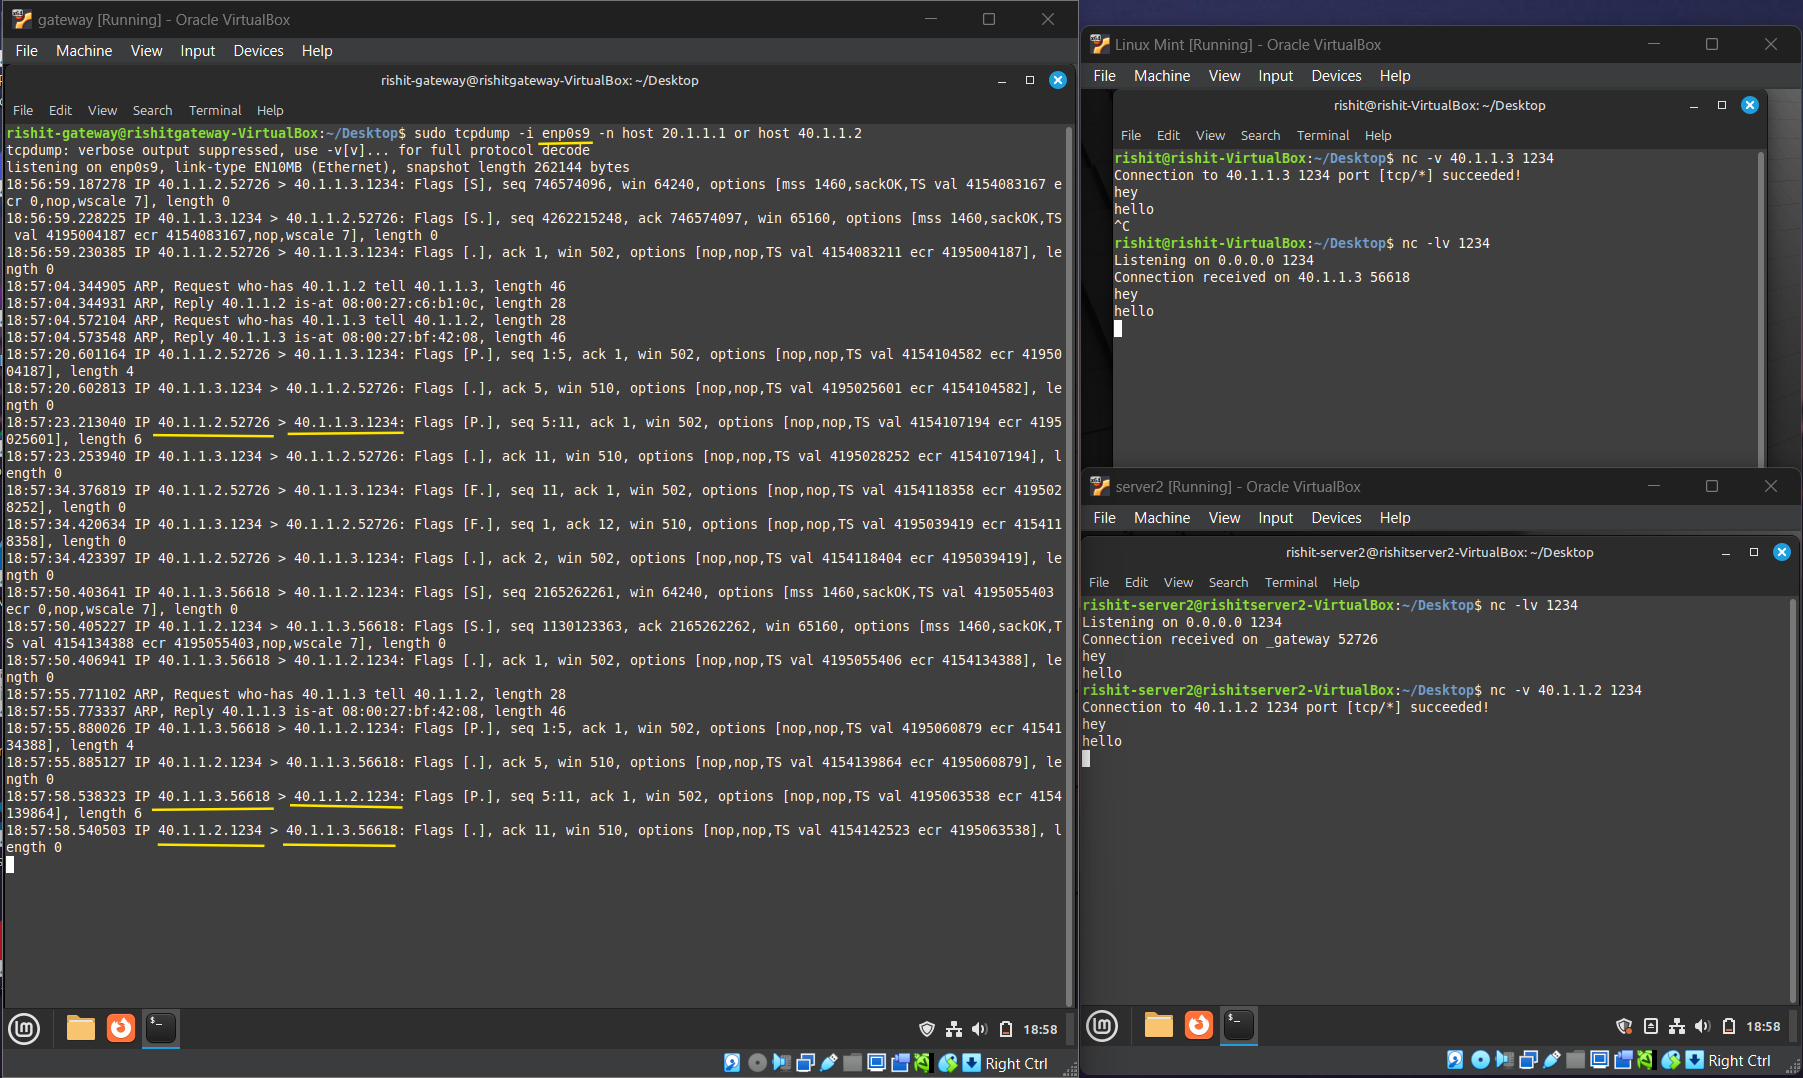 gateway [Running] - Oracle VirtualBox
File Machine View Input Devices Help
rishit-gateway@rishitgateway-VirtualBox: ~/Desktop
File Edit View Search Terminal Help
rishit-gateway@rishitgateway-VirtualBox:~/Desktop$ sudo tcpdump -i enp0s9 -n host 20.1.1.1 or host 40.1.1.2
tcpdump: verbose output suppressed, use -v[v]... for full protocol decode
listening on enp0s9, link-type EN10MB (Ethernet), snapshot length 262144 bytes
18:56:59.187278 IP 40.1.1.2.52726 > 40.1.1.3.1234: Flags [S], seq 746574096, win 64240, options [mss 1460,sackOK,TS val 4154083167 e
cr 0,nop,wscale 7], length 0
18:56:59.228225 IP 40.1.1.3.1234 > 40.1.1.2.52726: Flags [S.], seq 4262215248, ack 746574097, win 65160, options [mss 1460,sackOK,TS
val 4195004187 ecr 4154083167,nop,wscale 7], length 0
18:56:59.230385 IP 40.1.1.2.52726 > 40.1.1.3.1234: Flags [.], ack 1, win 502, options [nop,nop,TS val 4154083211 ecr 4195004187], le
ngth 0
18:57:04.344905 ARP, Request who-has 40.1.1.2 tell 40.1.1.3, length 46
18:57:04.344931 ARP, Reply 40.1.1.2 is-at 08:00:27:c6:b1:0c, length 28
18:57:04.572104 ARP, Request who-has 40.1.1.3 tell 40.1.1.2, length 28
18:57:04.573548 ARP, Reply 40.1.1.3 is-at 08:00:27:bf:42:08, length 46
18:57:20.601164 IP 40.1.1.2.52726 > 40.1.1.3.1234: Flags [P.], seq 1:5, ack 1, win 502, options [nop,nop,TS val 4154104582 ecr 41950
04187], length 4
18:57:20.602813 IP 40.1.1.3.1234 > 40.1.1.2.52726: Flags [.], ack 5, win 510, options [nop,nop,TS val 4195025601 ecr 4154104582], le
ngth 0
18:57:23.213040 IP 40.1.1.2.52726 > 40.1.1.3.1234: Flags [P.], seq 5:11, ack 1, win 502, options [nop,nop,TS val 4154107194 ecr 4195
025601], length 6
18:57:23.253940 IP 40.1.1.3.1234 > 40.1.1.2.52726: Flags [.], ack 11, win 510, options [nop,nop,TS val 4195028252 ecr 4154107194], l
ength 0
18:57:34.376819 IP 40.1.1.2.52726 > 40.1.1.3.1234: Flags [F.], seq 11, ack 1, win 502, options [nop,nop,TS val 4154118358 ecr 419502
8252], length 0
18:57:34.420634 IP 40.1.1.3.1234 > 40.1.1.2.52726: Flags [F.], seq 1, ack 12, win 510, options [nop,nop,TS val 4195039419 ecr 415411
8358], length 0
18:57:34.423397 IP 40.1.1.2.52726 > 40.1.1.3.1234: Flags [.], ack 2, win 502, options [nop,nop,TS val 4154118404 ecr 4195039419], le
ngth 0
18:57:50.403641 IP 40.1.1.3.56618 > 40.1.1.2.1234: Flags [S], seq 2165262261, win 64240, options [mss 1460,sackOK,TS val 4195055403
ecr 0,nop,wscale 7], length 0
18:57:50.405227 IP 40.1.1.2.1234 > 40.1.1.3.56618: Flags [S.], seq 1130123363, ack 2165262262, win 65160, options [mss 1460,sackOK,T
S val 4154134388 ecr 4195055403,nop,wscale 7], length 0
18:57:50.406941 IP 40.1.1.3.56618 > 40.1.1.2.1234: Flags [.], ack 1, win 502, options [nop,nop,TS val 4195055406 ecr 4154134388], le
ngth 0
18:57:55.771102 ARP, Request who-has 40.1.1.3 tell 40.1.1.2, length 28
18:57:55.773337 ARP, Reply 40.1.1.3 is-at 08:00:27:bf:42:08, length 46
18:57:55.880026 IP 40.1.1.3.56618 > 40.1.1.2.1234: Flags [P.], seq 1:5, ack 1, win 502, options [nop,nop,TS val 4195060879 ecr 41541
34388], length 4
18:57:55.885127 IP 40.1.1.2.1234 > 40.1.1.3.56618: Flags [.], ack 5, win 510, options [nop,nop,TS val 4154139864 ecr 4195060879], le
ngth 0
18:57:58.538323 IP 40.1.1.3.56618 > 40.1.1.2.1234: Flags [P.], seq 5:11, ack 1, win 502, options [nop,nop,TS val 4195063538 ecr 4154
139864], length 6
18:57:58.540503 IP 40.1.1.2.1234 > 40.1.1.3.56618: Flags [.], ack 11, win 510, options [nop,nop,TS val 4154142523 ecr 4195063538], l
ength 0
18:58
Right Ctrl
Linux Mint [Running] - Oracle VirtualBox
File Machine View Input Devices Help
rishit@rishit-VirtualBox: ~/Desktop
File Edit View Search Terminal Help
rishit@rishit-VirtualBox:~/Desktop$ nc -v 40.1.1.3 1234
Connection to 40.1.1.3 1234 port [tcp/*] succeeded!
hey
hello
^C
rishit@rishit-VirtualBox:~/Desktop$ nc -lv 1234
Listening on 0.0.0.0 1234
Connection received on 40.1.1.3 56618
hey
hello
server2 [Running] - Oracle VirtualBox
File Machine View Input Devices Help
rishit-server2@rishitserver2-VirtualBox: ~/Desktop
File Edit View Search Terminal Help
rishit-server2@rishitserver2-VirtualBox:~/Desktop$ nc -lv 1234
Listening on 0.0.0.0 1234
Connection received on _gateway 52726
hey
hello
rishit-server2@rishitserver2-VirtualBox:~/Desktop$ nc -v 40.1.1.2 1234
Connection to 40.1.1.2 1234 port [tcp/*] succeeded!
hey
hello
18:58
Right Ctrl